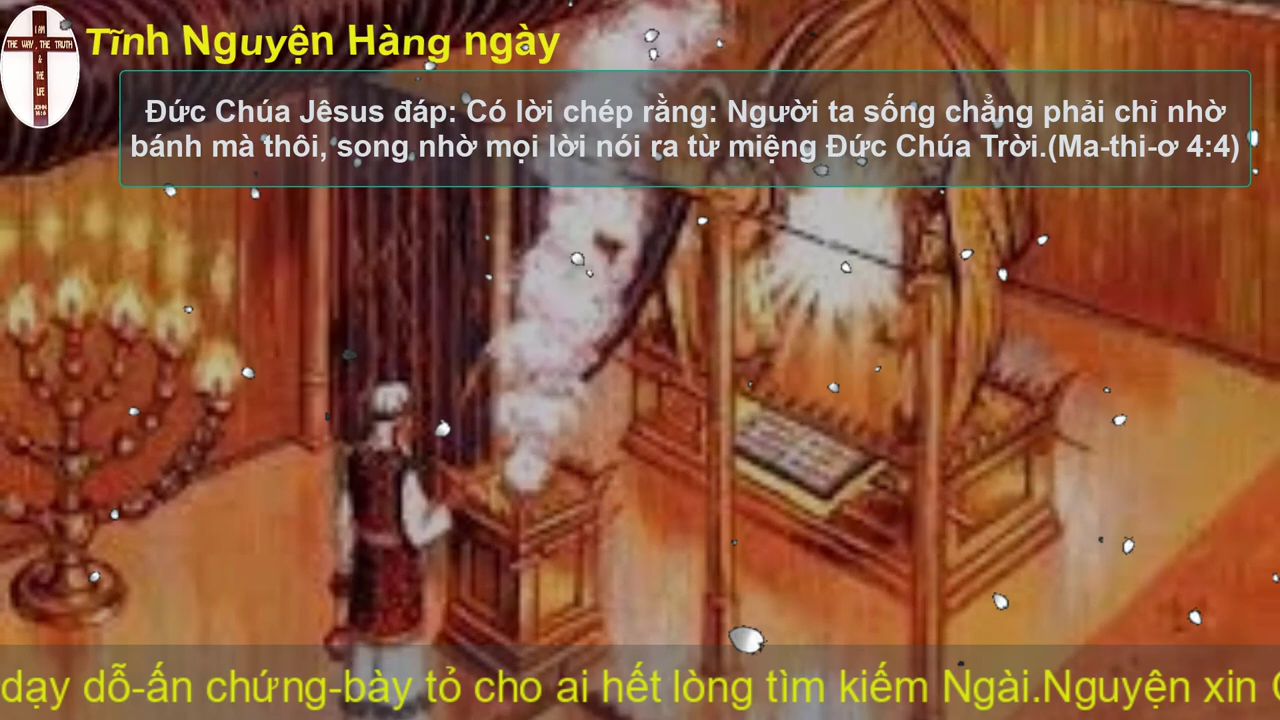 I AM
THE WAY, THE TRUTH
&
THE
LIFE
JOHN
14:6
Tĩnh Nguyện Hàng ngày
Đức Chúa Jêsus đáp: Có lời chép rằng: Người ta sống chẳng phải chỉ nhờ
bánh mà thôi, song nhờ mọi lời nói ra từ miệng Đức Chúa Trời.(Ma-thi-ơ 4:4)
dạy dỗ-ấn chứng-bày tỏ cho ai hết lòng tìm kiếm Ngài.Nguyện xin